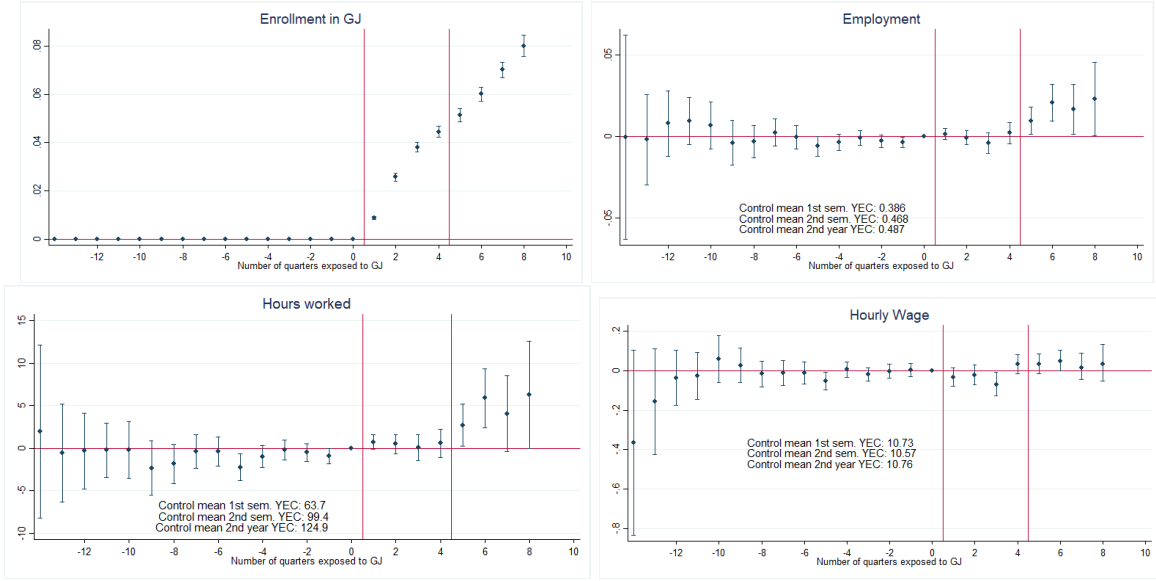 Enrollment in GJ
.08
.06
.04
.02
0
-12 -10 -8 -6 -4 -2 0 2 4 6 8 10
Number of quarters exposed to GJ
Employment
.05
0
-.05
Control mean 1st sem. YEC: 0.386
Control mean 2nd sem. YEC: 0.468
Control mean 2nd year YEC: 0.487
-12 -10 -8 -6 -4 -2 0 2 4 6 8 10
Number of quarters exposed to GJ
Hours worked
15
10
5
0
-5
-10
Control mean 1st sem. YEC: 63.7
Control mean 2nd sem. YEC: 99.4
Control mean 2nd year YEC: 124.9
-12 -10 -8 -6 -4 -2 0 2 4 6 8 10
Number of quarters exposed to GJ
Hourly Wage
.2
0
-.2
-.4
-.6
-.8
Control mean 1st sem. YEC: 10.73
Control mean 2nd sem. YEC: 10.57
Control mean 2nd year YEC: 10.76
-12 -10 -8 -6 -4 -2 0 2 4 6 8 10
Number of quarters exposed to GJ